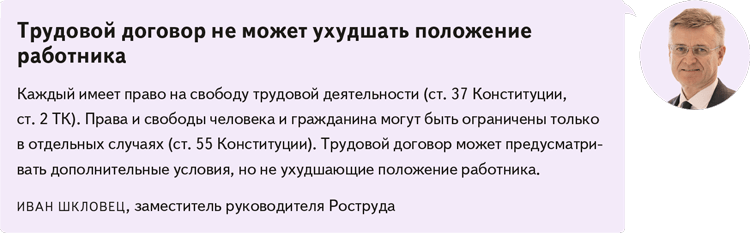 Трудовой договор не может ухудшать положение
работника
Каждый имеет право на свободу трудовой деятельности (ст. 37 Конституции,
ст. 2 ТК). Права и свободы человека и гражданина могут быть ограничены только
в отдельных случаях (ст. 55 Конституции). Трудовой договор может предусматри-
вать дополнительные условия, но не ухудшающие положение работника.
ИВАН ШКЛОВЕЦ, заместитель руководителя Роструда